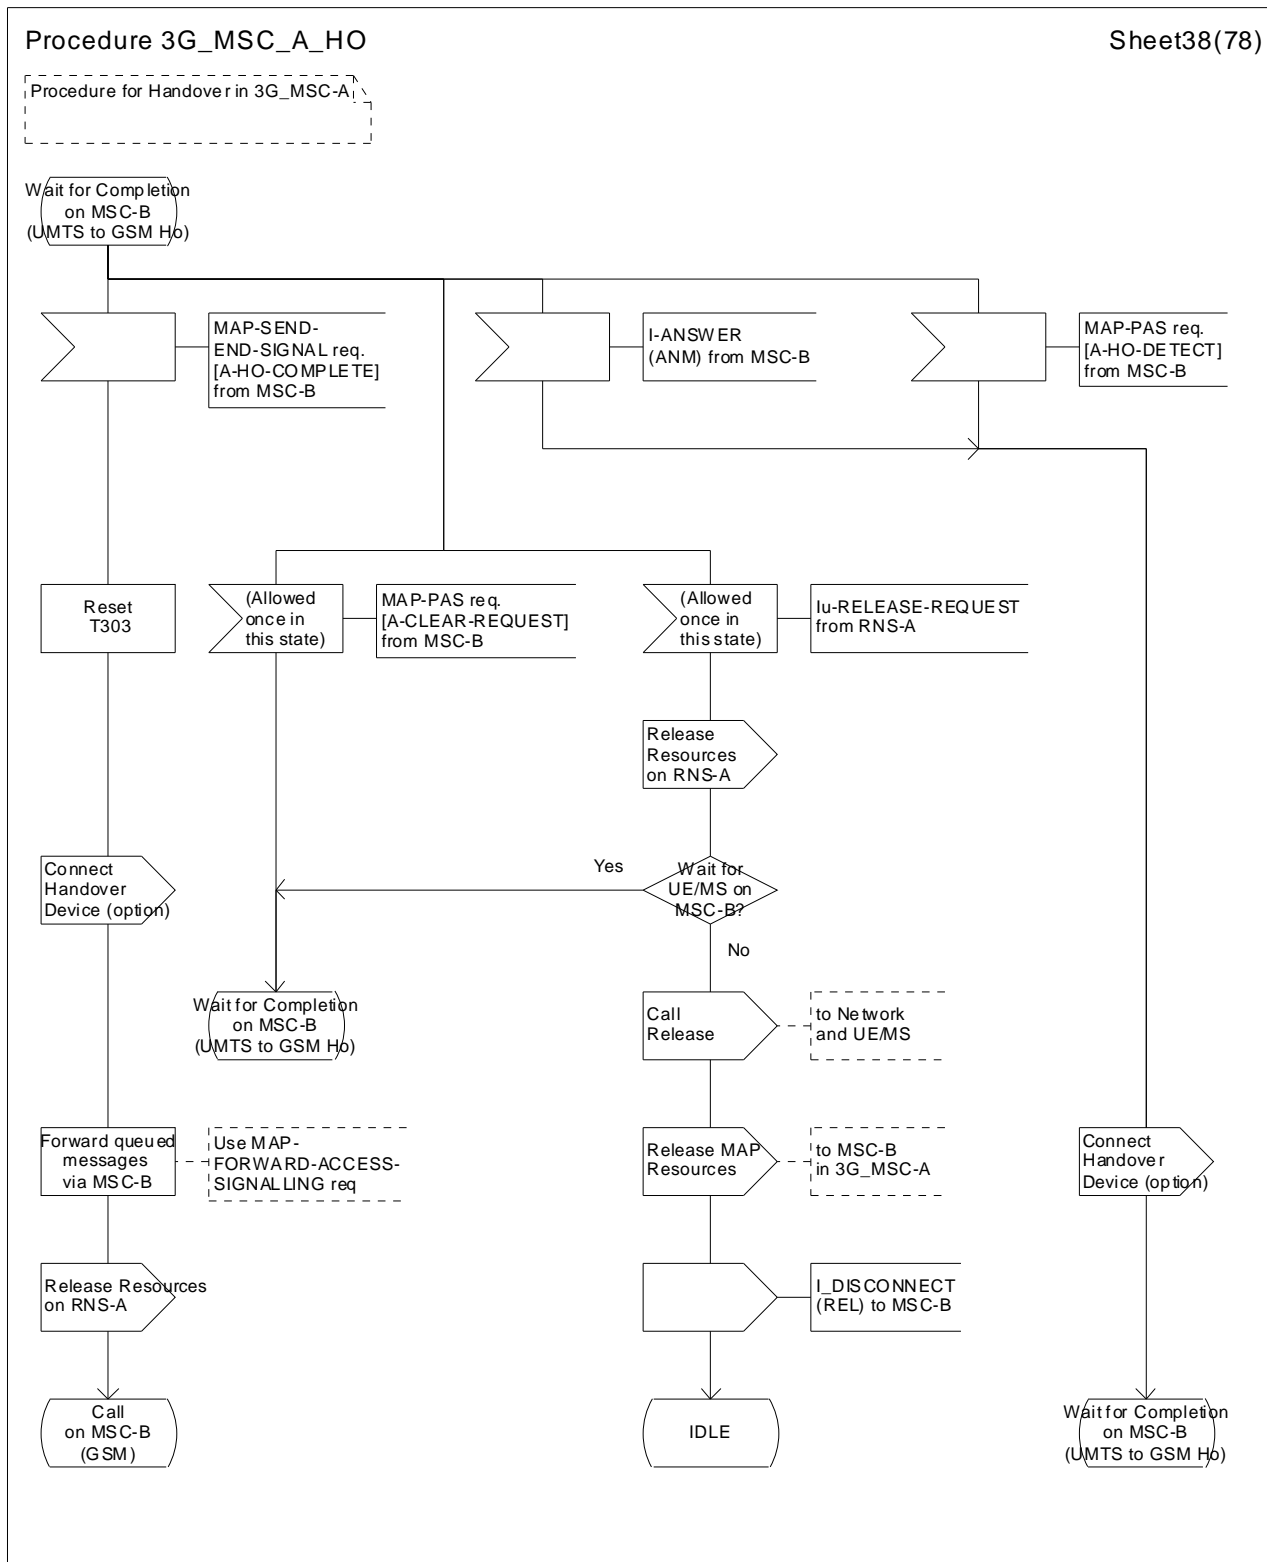 Procedure 3G_MSC_A_HO
Sheet38(78)
Procedure for Handover in 3G_MSC-A
Wait for Completion
on MSC-B
(UMTS to GSM Ho)
MAP-SEND-
END-SIGNAL req.
[A-HO-COMPLETE]
from MSC-B
I-ANSWER
(ANM) from MSC-B
MAP-PAS req.
[A-HO-DETECT]
from MSC-B
Reset
T303
(Allowed
once in
this state)
MAP-PAS req.
[A-CLEAR-REQUEST]
from MSC-B
(Allowed
once in
this state)
Iu-RELEASE-REQUEST
from RNS-A
Release
Resources
on RNS-A
Connect
Handover
Device (option)
Yes
Wait for
UE/MS on
MSC-B?
No
Wait for Completion
on MSC-B
(UMTS to GSM Ho)
Call
Release
to Network
and UE/MS
Forward queued
messages
via MSC-B
Use MAP-
FORWARD-ACCESS-
SIGNALLING req
Release MAP
Resources
to MSC-B
in 3G_MSC-A
Connect
Handover
Device (option)
Release Resources
on RNS-A
I_DISCONNECT
(REL) to MSC-B
Call
on MSC-B
(GSM)
IDLE
Wait for Completion
on MSC-B
(UMTS to GSM Ho)